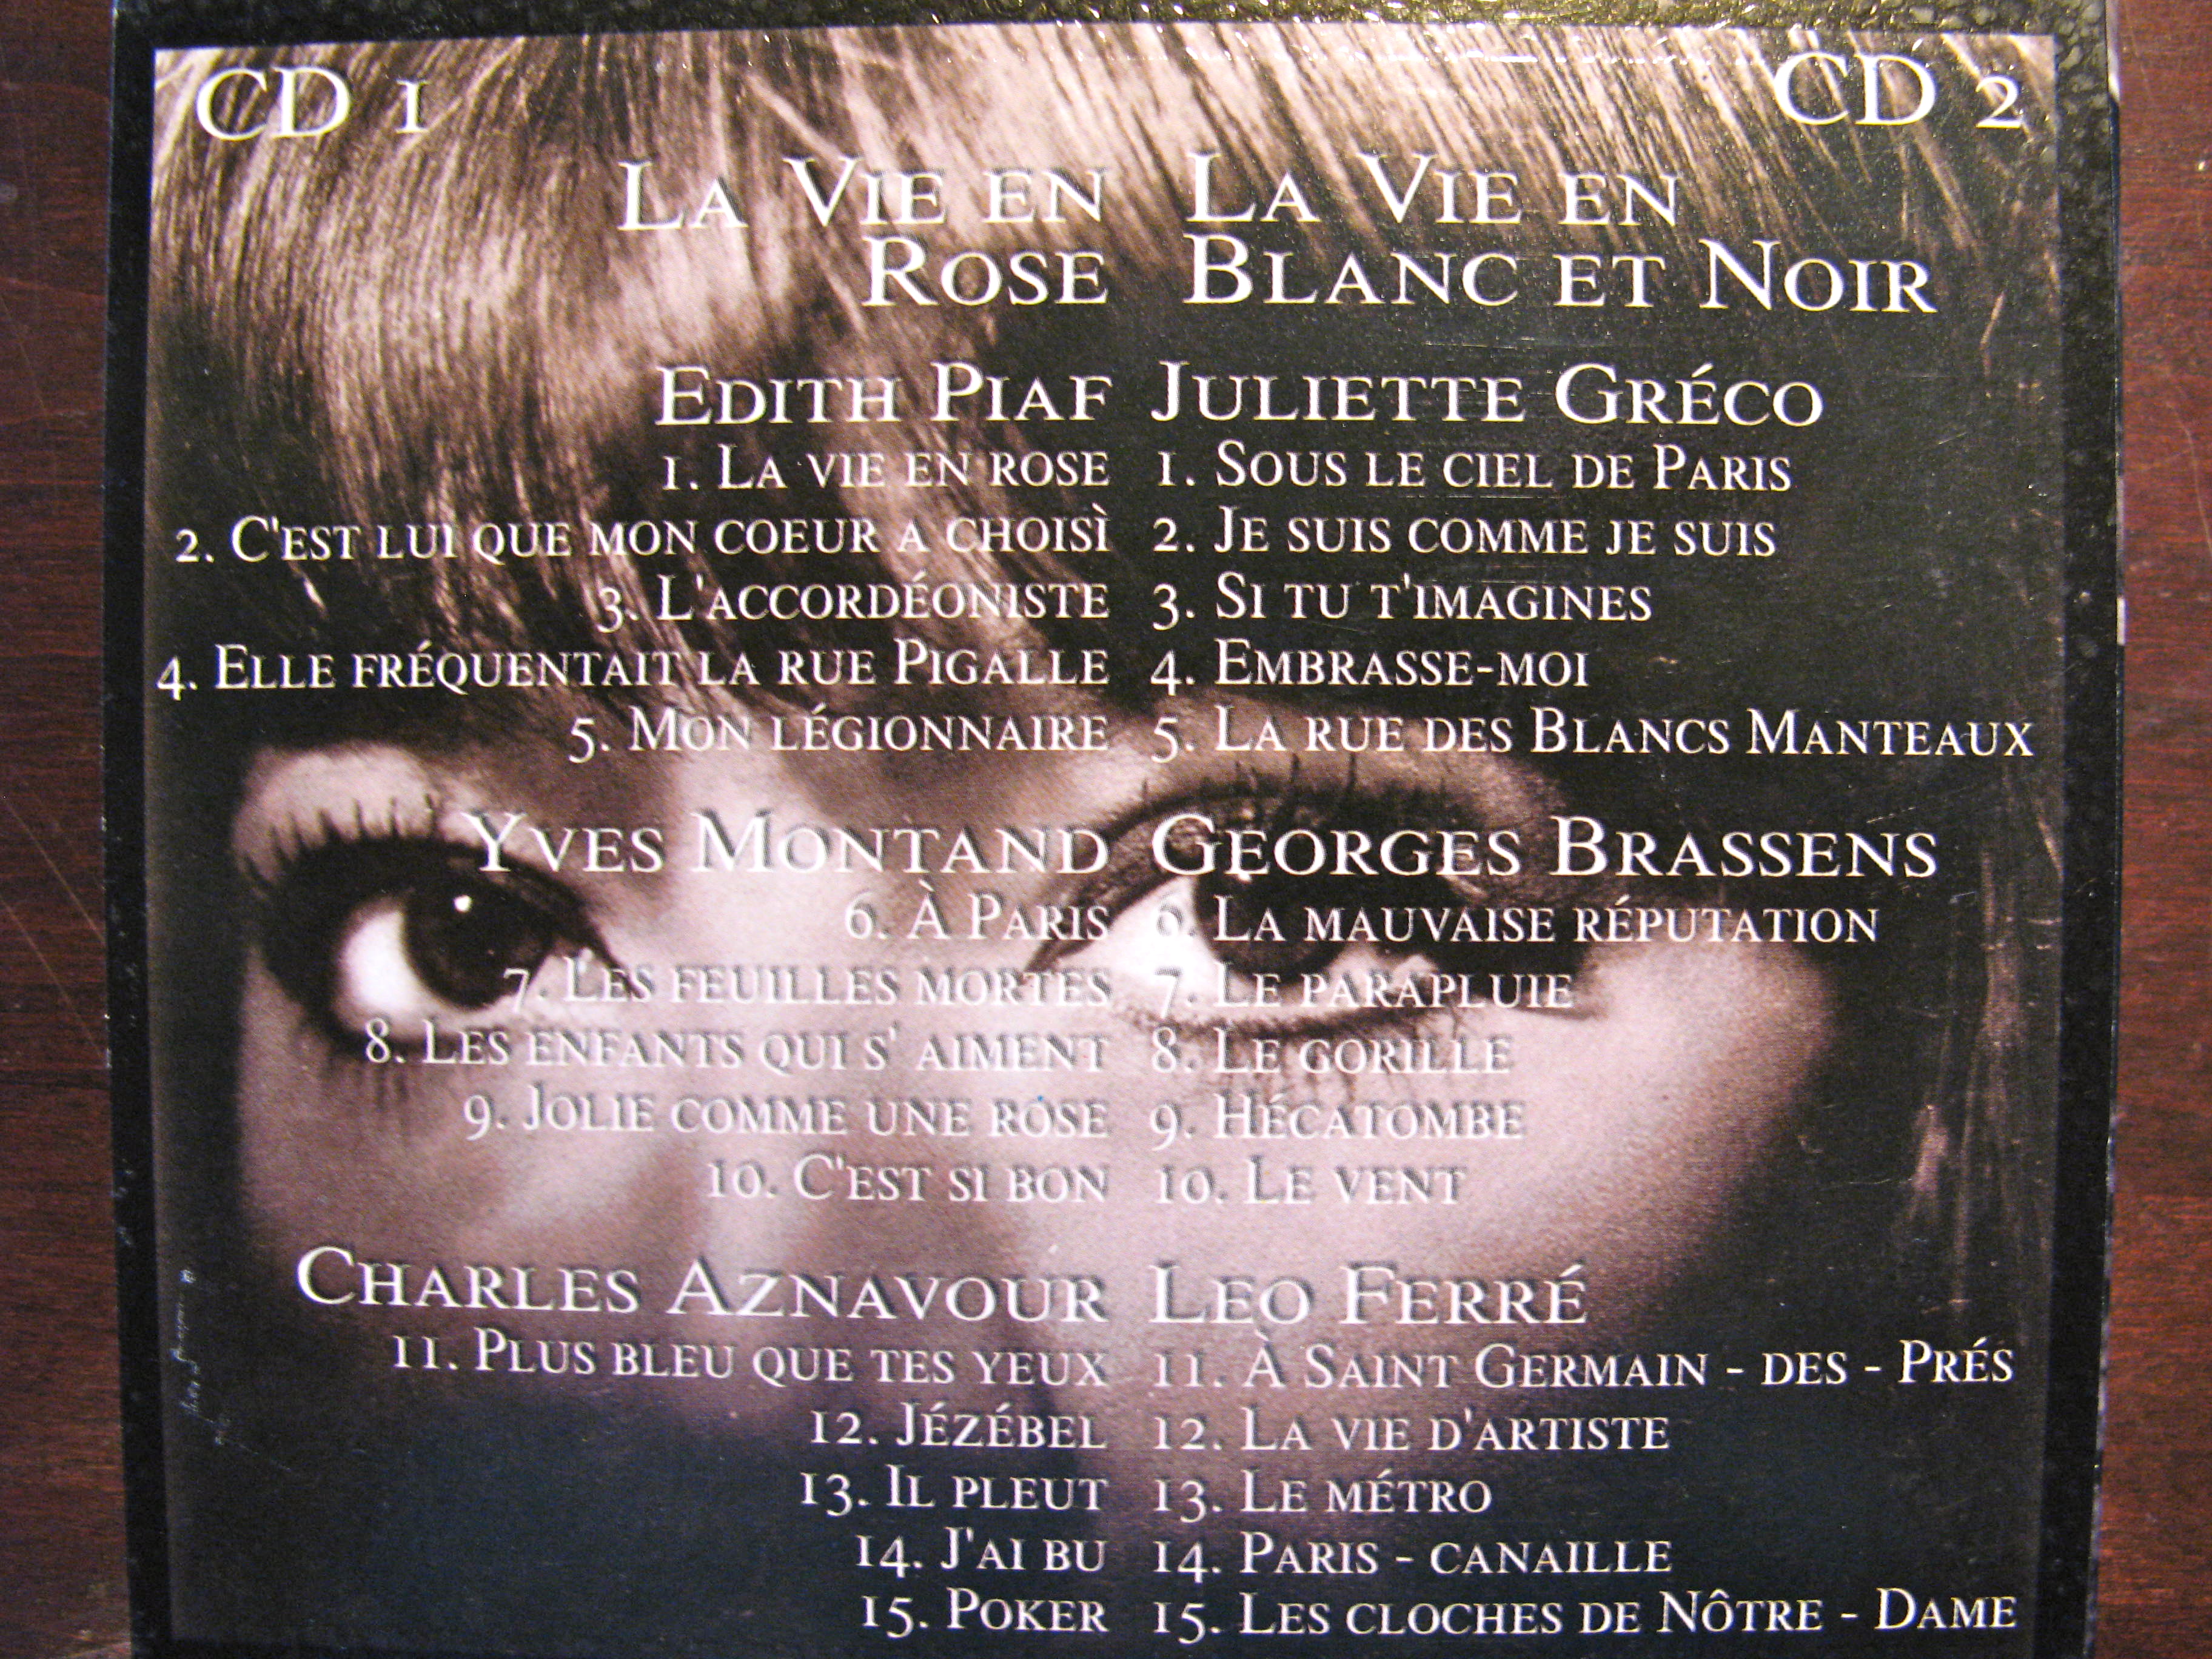 CD 1
La Vie en
Rose
Edith Piaf
1. La vie en rose
2. C'est lui que mon coeur a choisì
3. L'accordéoniste
4. Elle fréquentait la rue Pigalle
5. Mon légionnaire
Yves Montand
6. À Paris
7. Les feuilles mortes
8. Les enfants qui s' aiment
9. Jolie comme une rose
10. C'est si bon
Charles Aznavour
11. Plus bleu que tes yeux
12. Jézébel
13. Il pleut
14. J'ai bu
15. Poker
CD 2
La Vie en
Blanc et Noir
Juliette Gréco
1. Sous le ciel de Paris
2. Je suis comme je suis
3. Si tu t'imagines
4. Embrasse-moi
5. La rue des Blancs Manteaux
Georges Brassens
6. La mauvaise réputation
7. Le parapluie
8. Le gorille
9. Hécatombe
10. Le vent
Leo Ferré
11. À Saint Germain - des - Prés
12. La vie d'artiste
13. Le métro
14. Paris - canaille
15. Les cloches de Nôtre - Dame